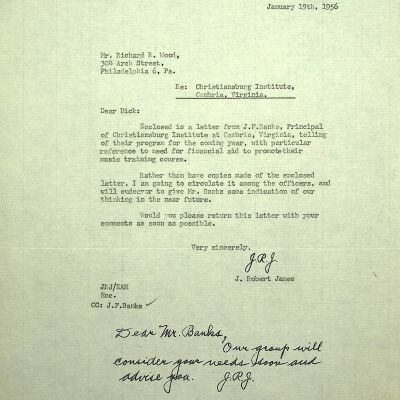 January 19th, 1956
Mr. Richard R. Wood,
304 Arch Street,
Philadelphia 6, Pa.
Re: Christiansburg Institute,
Cambria, Virginia.
Dear Dick:
Enclosed is a letter from J.F.Banks, Principal
of Christiansburg Institute at Cambria, Virginia, telling
of their program for the coming year, with particular
reference to need for financial aid to promote their
music training course.
Rather than have copies made of the enclosed
letter, I am going to circulate it among the officers, and
will endeavor to give Mr. Banks some indication of our
thinking in the near future.
Would you please return this letter with your
comments as soon as possible.
Very sincerely,
J.R.J.
J. Robert James
JRJ/SAM
Enc.
CC: J.F.Banks
Dear Mr. Banks,
Our group will
consider your needs soon and
advise you. J.R.J.